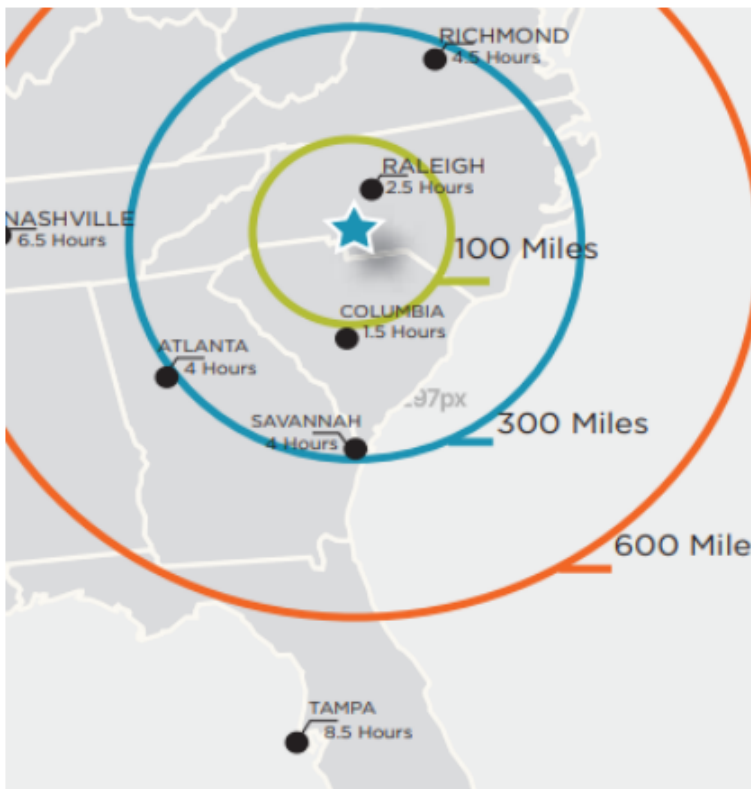 RICHMOND
4.5 Hours
RALEIGH
2.5 Hours
NASHVILLE
6.5 Hours
100 Miles
COLUMBIA
1.5 Hours
ATLANTA
4 Hours
97px
SAVANNAH
4 Hours
300 Miles
600 Mile
TAMPA
8.5 Hours